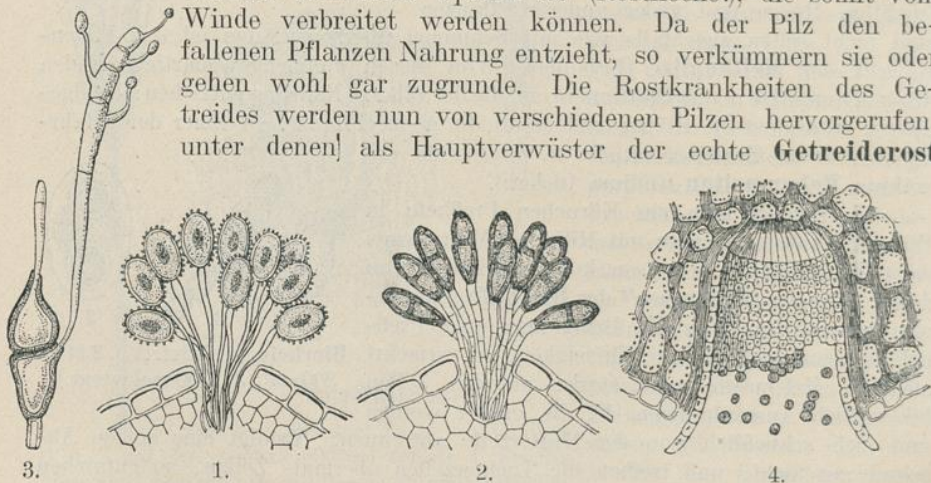 Winde verbreitet werden können. Da der Pilz den be-
fallenen Pflanzen Nahrung entzieht, so verkümmern sie oder
gehen wohl gar zugrunde. Die Rostkrankheiten des Ge-
treides werden nun von verschiedenen Pilzen hervorgerufen
unter denen als Hauptverwüster der echte Getreiderost
3. 1. 2. 4.